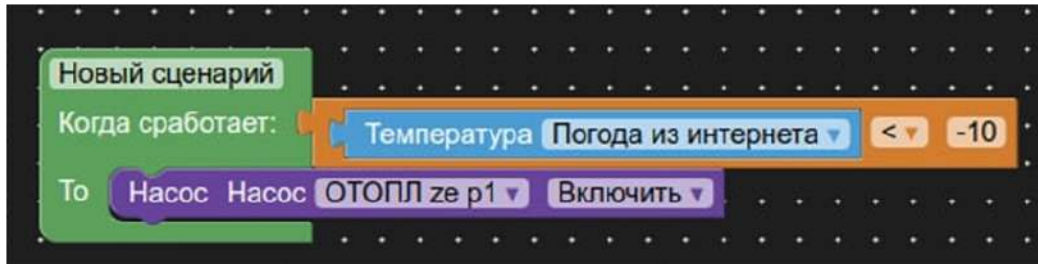 Новый сценарий
Когда сработает: Температура Погода из интернета < -10
То Насос Насос ОТОПЛ ze p1 Включить